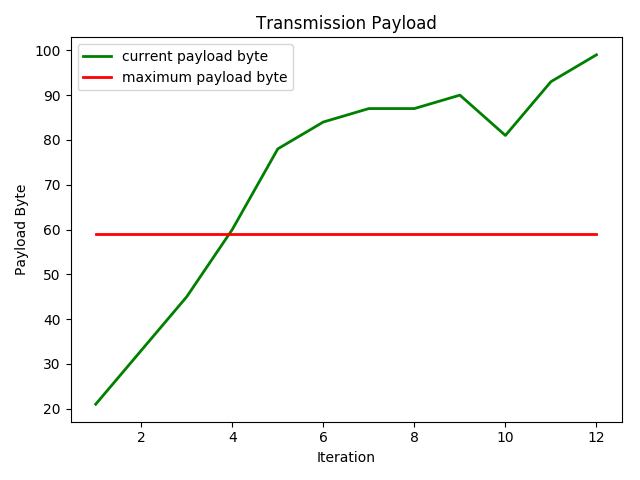 Transmission Payload
current payload byte
maximum payload byte
100
90
80
70
60
50
40
30
20
Payload Byte
2 4 6 8 10 12
Iteration